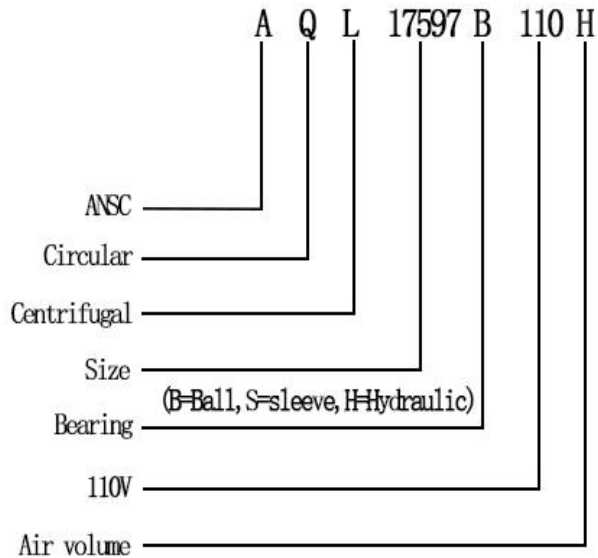 A Q L 17597 B 110 H
ANSC
Circular
Centrifugal
Size
(B=Ball, S=sleeve, H=Hydraulic)
Bearing
110V
Air volume